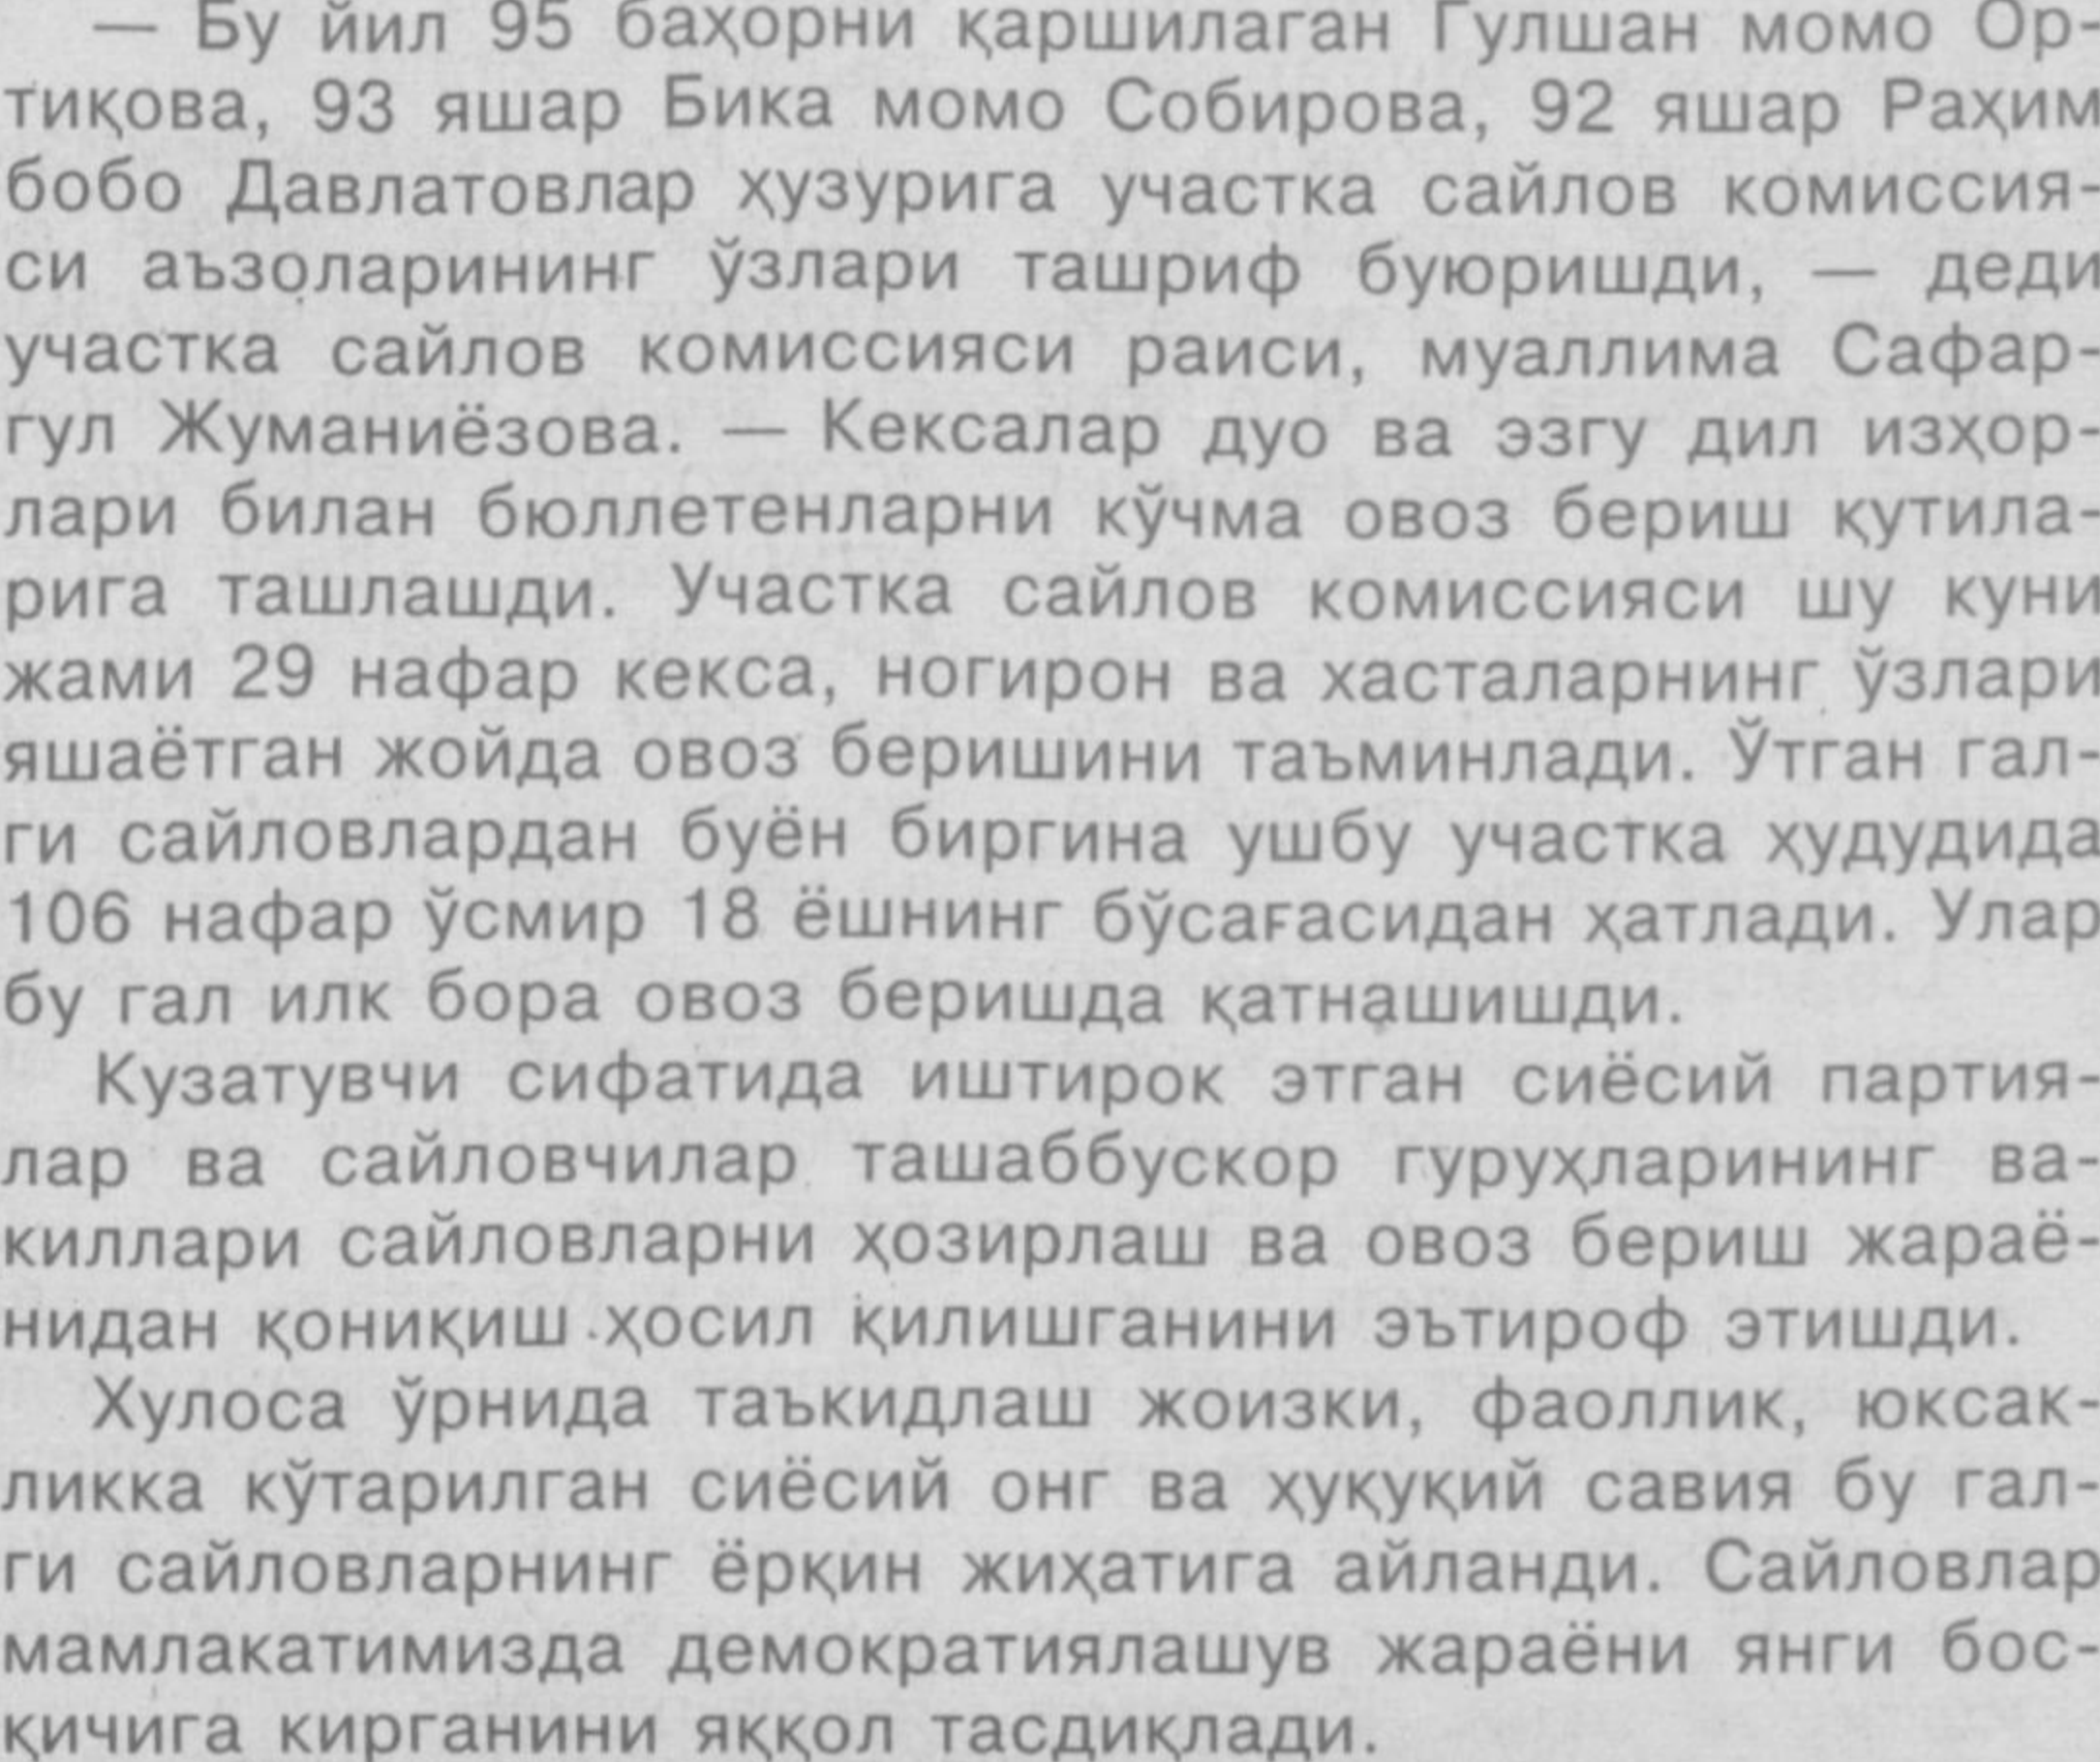 — Бу йил 95 баҳорни қаршилаган Гулшан момо Ор-
тиқова, 93 яшар Бика момо Собирова, 92 яшар Раҳим
бобо Давлатовлар ҳузурига участка сайлов комиссия-
си аъзоларининг ўзлари ташриф буюришди, — деди
участка сайлов комиссияси раиси, муаллима Сафар-
гул Жуманиёзова. — Кексалар дуо ва эзгу дил изҳор-
лари билан бюллетенларни кўчма овоз бериш қутила-
рига ташлашди. Участка сайлов комиссияси шу куни
жами 29 нафар кекса, ногирон ва хасталарнинг ўзлари
яшаётган жойда овоз беришини таъминлади. Ўтган гал-
ги сайловлардан буён биргина ушбу участка ҳудудида
106 нафар ўсмир 18 ёшнинг бўсағасидан ҳатлади. Улар
бу гал илк бора овоз беришда қатнашишди.
Кузатувчи сифатида иштирок этган сиёсий партия-
лар ва сайловчилар ташаббускор гуруҳларининг ва-
киллари сайловларни ҳозирлаш ва овоз бериш жараё-
нидан қониқиш ҳосил қилишганини эътироф этишди.
Хулоса ўрнида таъкидлаш жоизки, фаоллик, юксак-
ликка кўтарилган сиёсий онг ва ҳуқуқий савия бу гал-
ги сайловларнинг ёрқин жиҳатига айланди. Сайловлар
мамлакатимизда демократиялашув жараёни янги бос-
қичига кирганини яққол тасдиқлади.